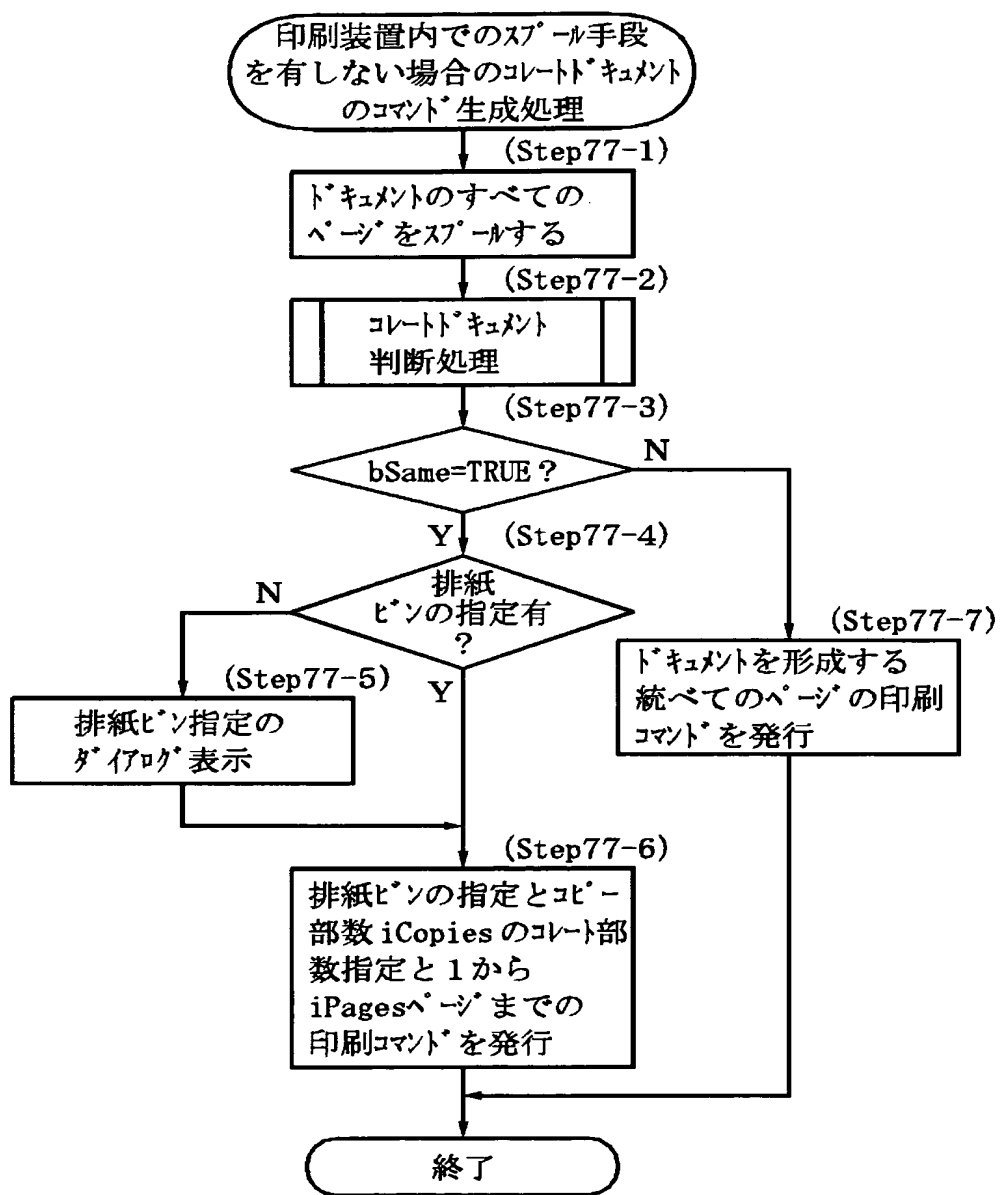 印刷装置内でのｽﾌﾟｰﾙ手段
を有しない場合のｺﾚｰﾄﾄﾞｷｭﾒﾝﾄ
のｺﾏﾝﾄﾞ生成処理
(Step77-1)
ﾄﾞｷｭﾒﾝﾄのすべての
ﾍﾟｰｼﾞをｽﾌﾟｰﾙする
(Step77-2)
ｺﾚｰﾄﾄﾞｷｭﾒﾝﾄ
判断処理
(Step77-3)
bSame=TRUE？
N
Y
(Step77-4)
排紙
ﾋﾞﾝの指定有
？
N
Y
(Step77-5)
排紙ﾋﾞﾝ指定の
ﾀﾞｲｱﾛｸﾞ表示
(Step77-7)
ﾄﾞｷｭﾒﾝﾄを形成する
統べてのﾍﾟｰｼﾞの印刷
ｺﾏﾝﾄﾞを発行
(Step77-6)
排紙ﾋﾞﾝの指定とｺﾋﾟｰ
部数iCopiesのｺﾚｰﾄ部
数指定と１から
iPagesﾍﾟｰｼﾞまでの
印刷ｺﾏﾝﾄﾞを発行
終了